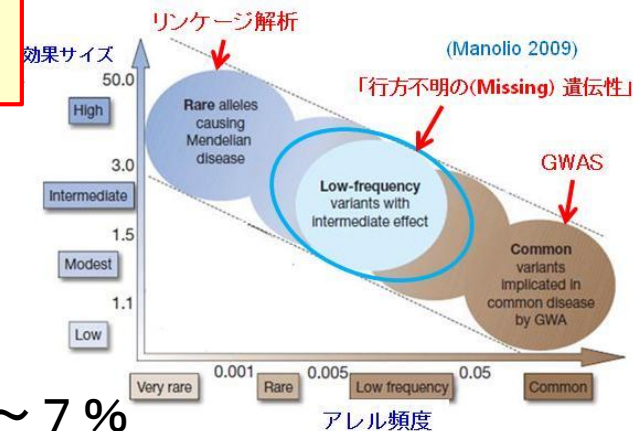 リンケージ解析
効果サイズ
(Manolio 2009)
50.0
「行方不明の(Missing) 遺伝性」
High
Rare alleles
causing
Mendelian
disease
GWAS
3.0
Intermediate
Low-frequency
variants with
intermediate effect
1.5
Modest
Common
variants
implicated in
common disease
by GWA
1.1
Low
0.001
0.005
0.05
Very rare
Rare
Low frequency
Common
～７％
アレル頻度